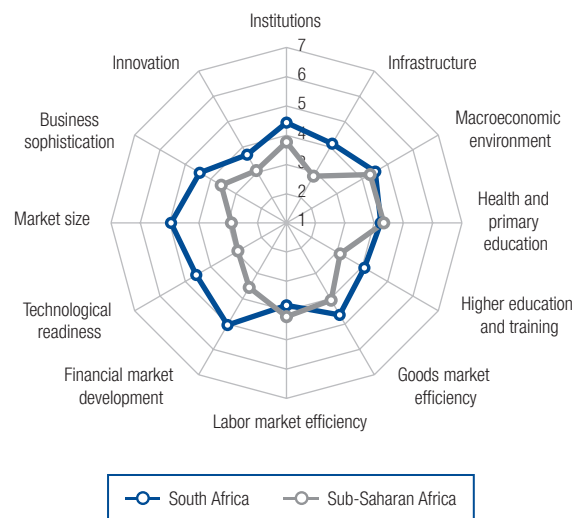 Institutions
Infrastructure
Macroeconomic
environment
Health and
primary
education
Higher education
and training
Goods market
efficiency
Labor market efficiency
Financial market
development
Technological
readiness
Market size
Business
sophistication
Innovation
7
6
5
4
3
2
1
South Africa
Sub-Saharan Africa